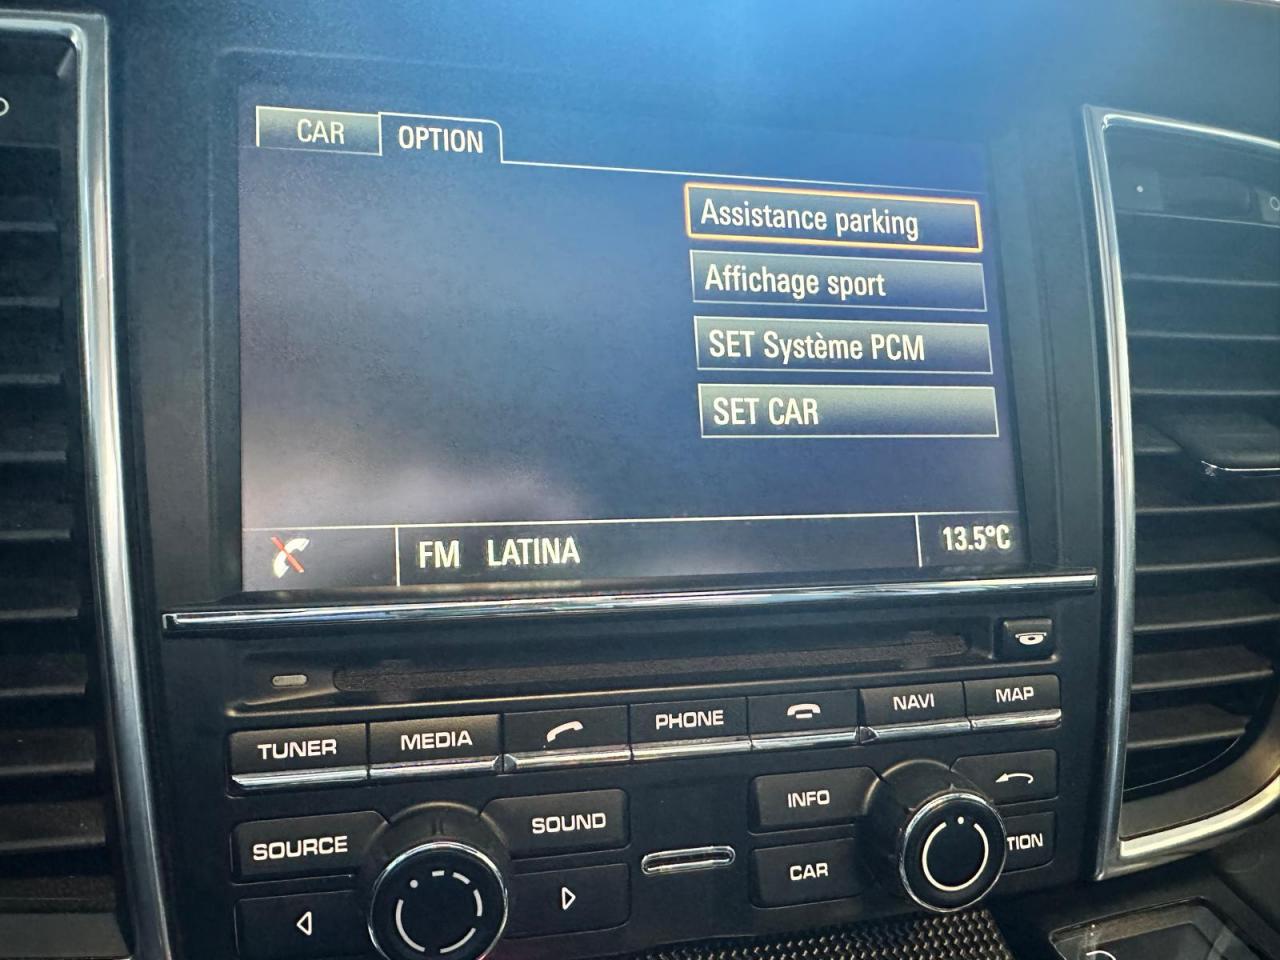 CAR OPTION
Assistance parking
Affichage sport
SET Système PCM
SET CAR
FM LATINA 13.5°C
TUNER MEDIA PHONE NAVI MAP
SOURCE SOUND INFO
CAR TION